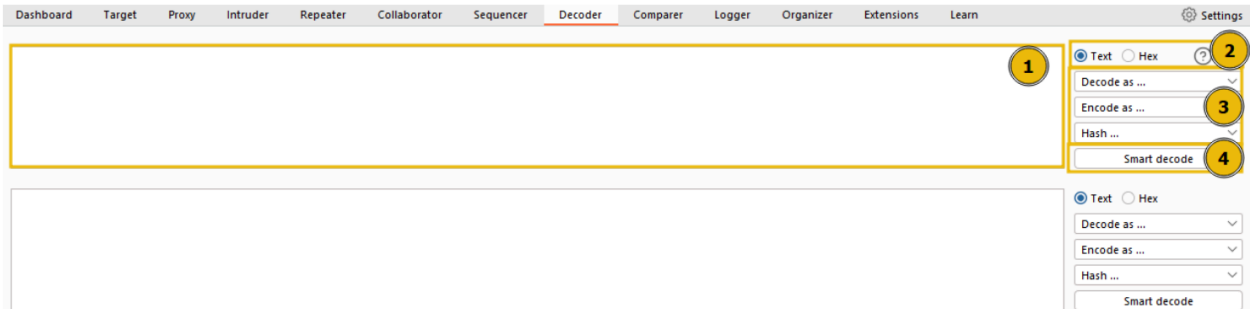 Dashboard Target Proxy Intruder Repeater Collaborator Sequencer Decoder Comparer Logger Organizer Extensions Learn Settings
1
Text Hex ? 2
Decode as ...
Encode as ... 3
Hash ...
Smart decode 4
Text Hex
Decode as ...
Encode as ...
Hash ...
Smart decode